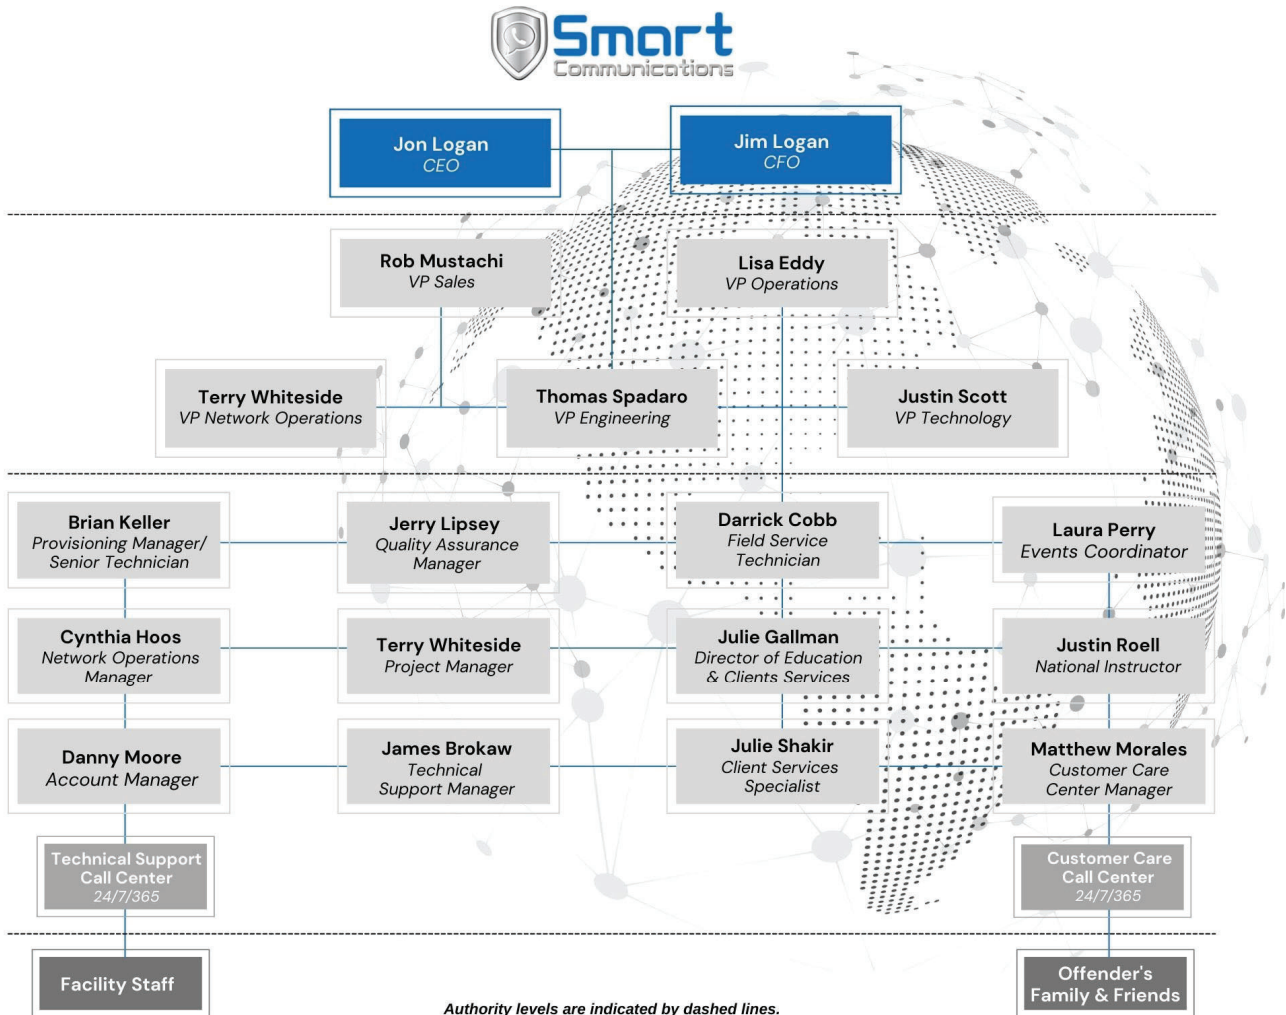 Smart
Communications
Jon Logan
CEO
Jim Logan
CFO
Rob Mustachi
VP Sales
Lisa Eddy
VP Operations
Terry Whiteside
VP Network Operations
Thomas Spadaro
VP Engineering
Justin Scott
VP Technology
Brian Keller
Provisioning Manager/
Senior Technician
Jerry Lipsey
Quality Assurance
Manager
Darrick Cobb
Field Service
Technician
Laura Perry
Events Coordinator
Cynthia Hoos
Network Operations
Manager
Terry Whiteside
Project Manager
Julie Gallman
Director of Education
& Clients Services
Justin Roell
National Instructor
Danny Moore
Account Manager
James Brokaw
Technical
Support Manager
Julie Shakir
Client Services
Specialist
Matthew Morales
Customer Care
Center Manager
Technical Support
Call Center
24/7/365
Customer Care
Call Center
24/7/365
Facility Staff
Offender's
Family & Friends
Authority levels are indicated by dashed lines.